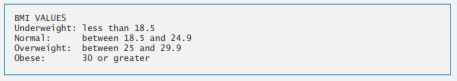 BMI VALUES
Underweight: less than 18.5
Normal:      between 18.5 and 24.9
Overweight:  between 25 and 29.9
Obese:       30 or greater